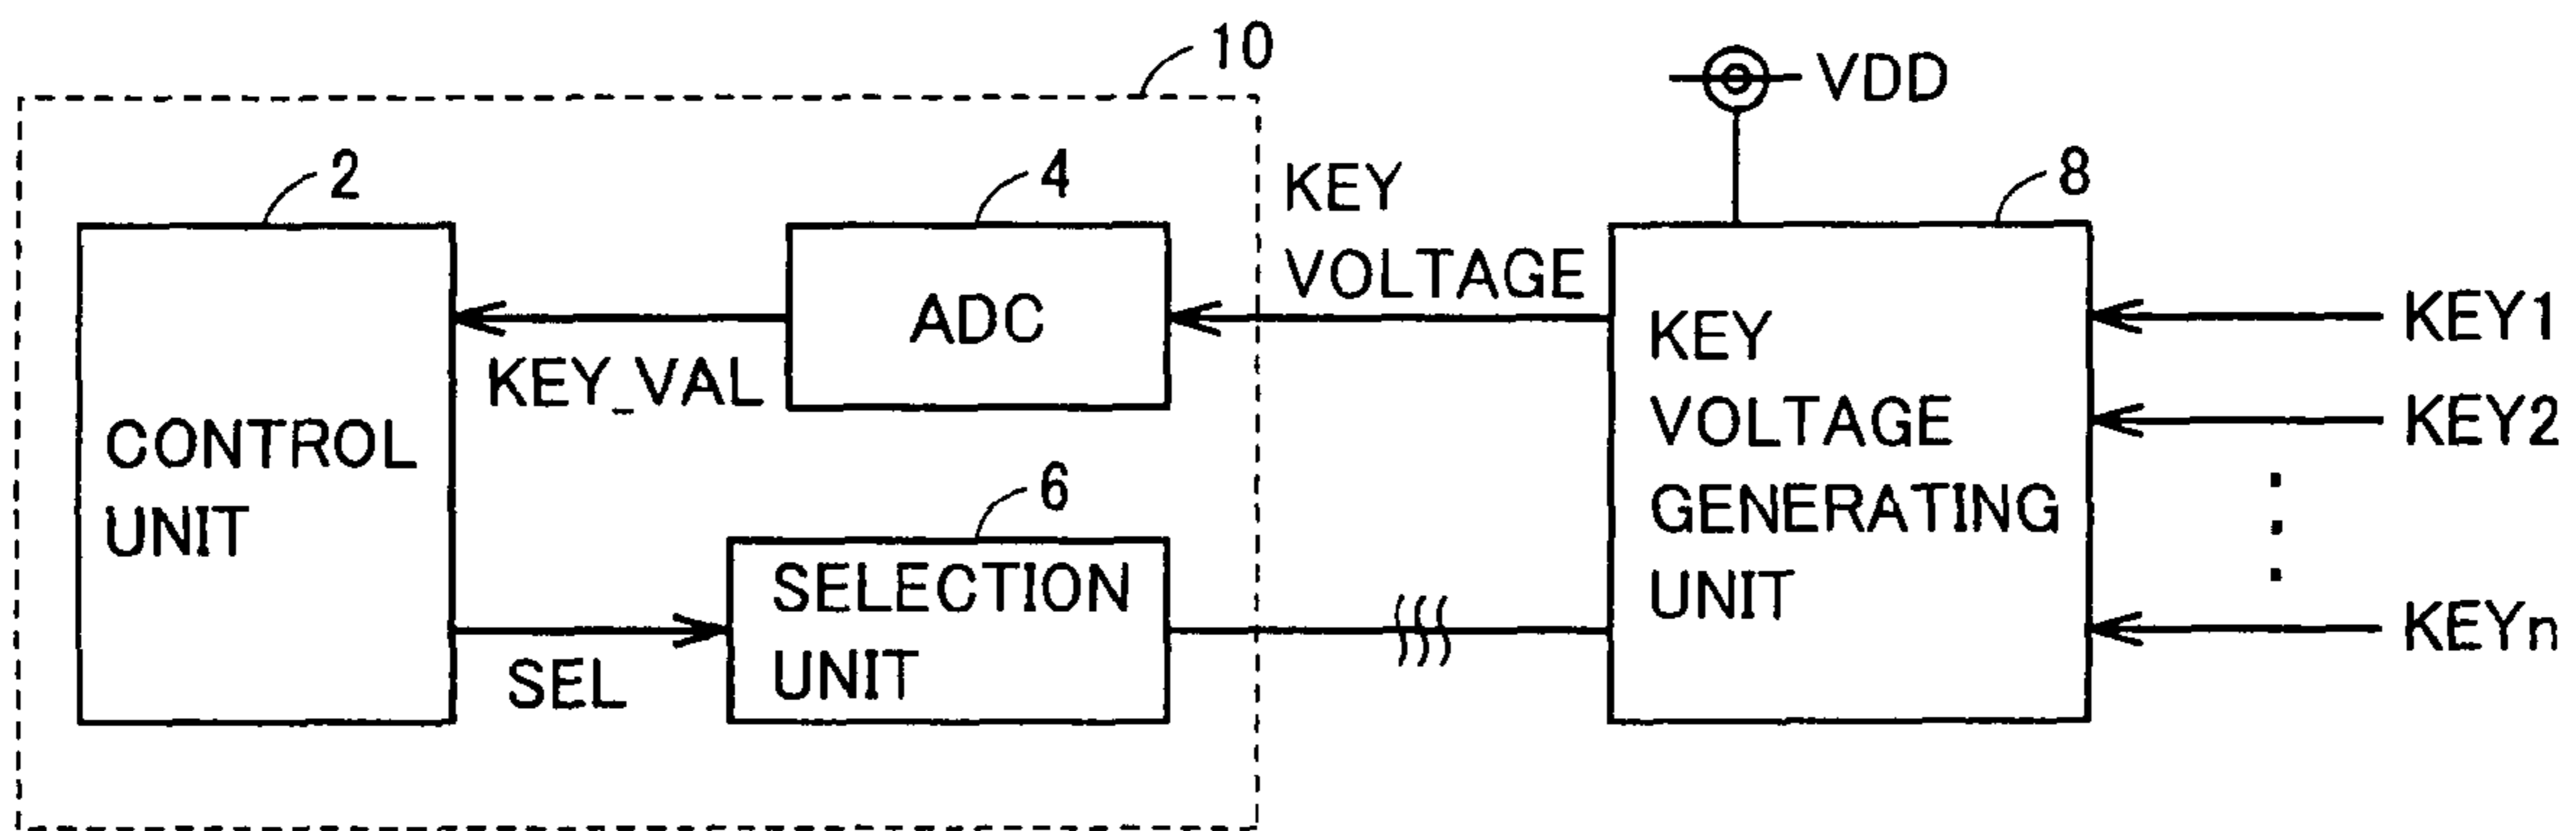 10
VDD
2
4
KEY
VOLTAGE
8
CONTROL
UNIT
ADC
KEY_VAL
KEY
VOLTAGE
GENERATING
UNIT
KEY1
KEY2
KEYn
6
SELECTION
UNIT
SEL